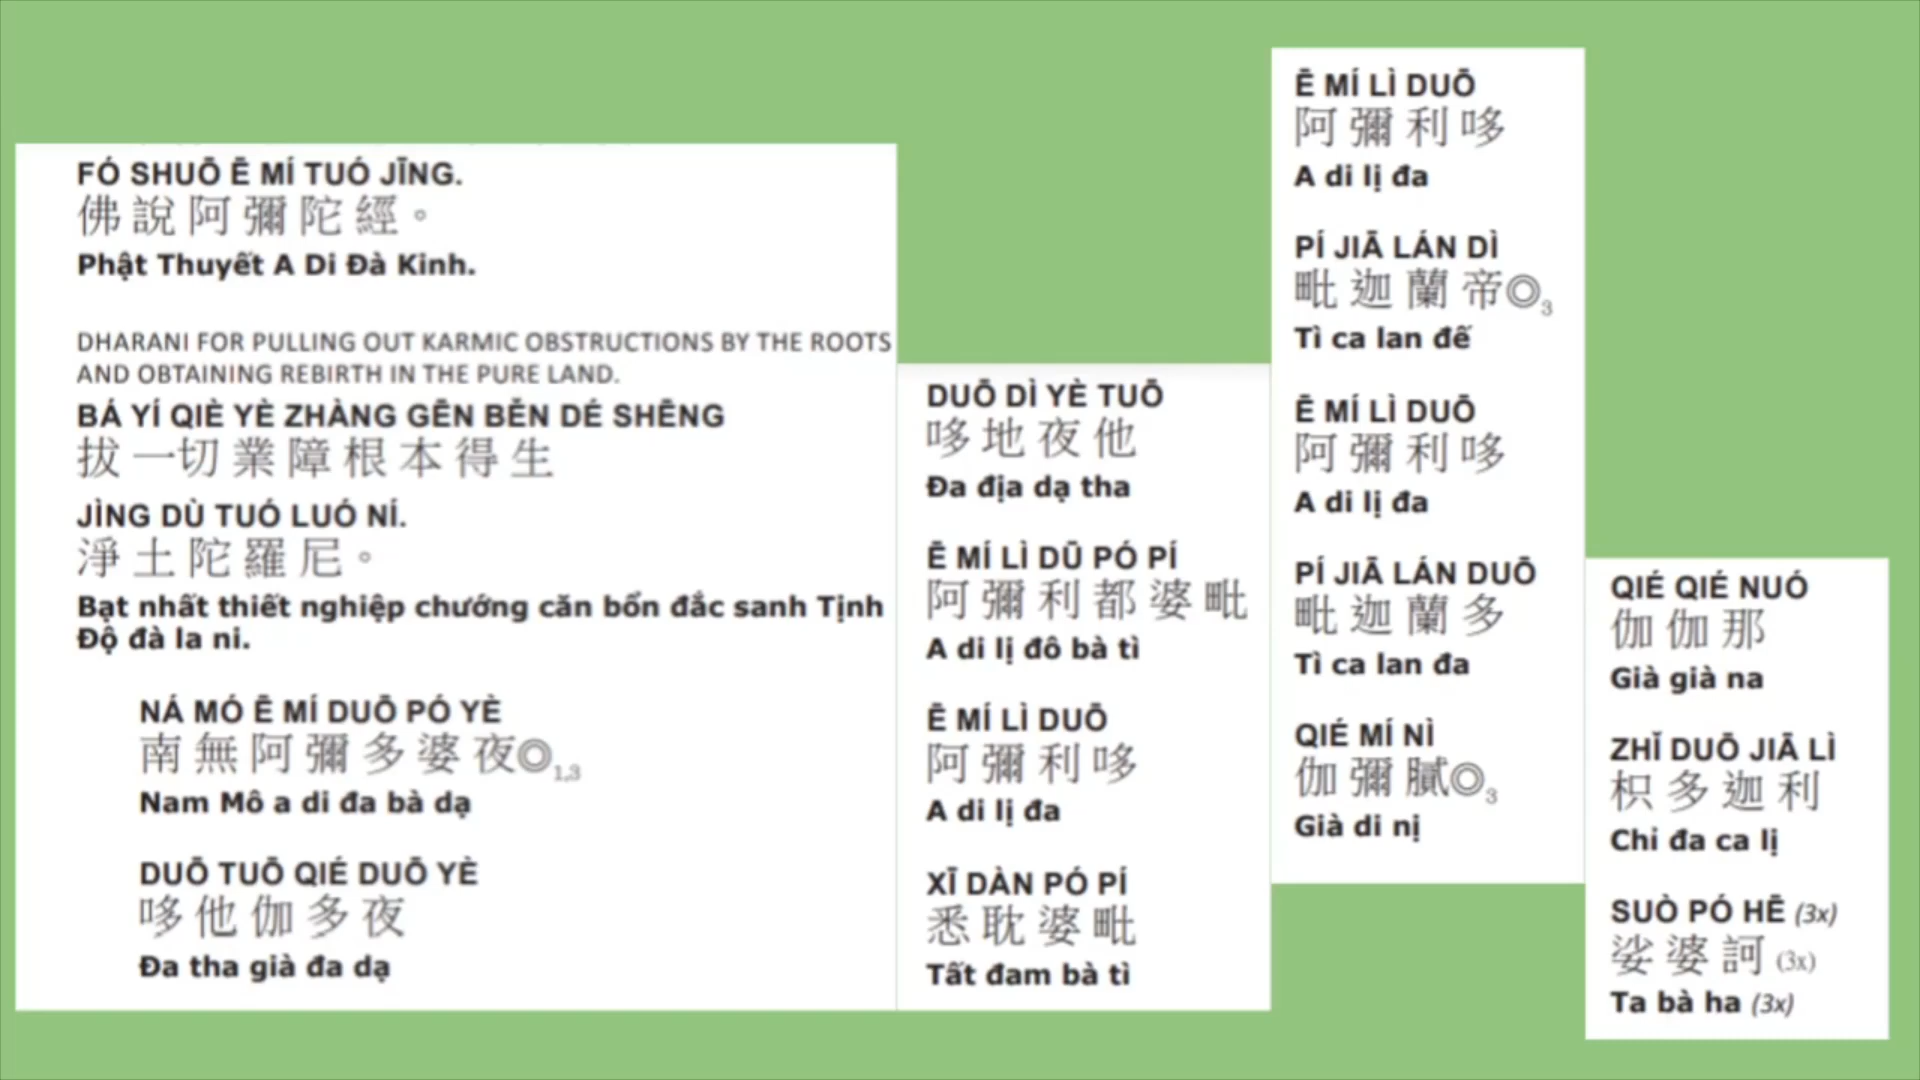 FÓ SHUŌ Ē MÍ TUÓ JĪNG.
佛 說 阿 彌 陀 經。
Phật Thuyết A Di Đà Kinh.
DHARANI FOR PULLING OUT KARMIC OBSTRUCTIONS BY THE ROOTS
AND OBTAINING REBIRTH IN THE PURE LAND.
BÁ YÍ QIÈ YÈ ZHÀNG GĒN BĚN DÉ SHĒNG
拔 一切 業 障 根 本 得 生
JÌNG DÙ TUÓ LUÓ NÍ.
淨 土 陀 羅 尼。
Bạt nhất thiết nghiệp chướng căn bổn đắc sanh Tịnh
Độ đà la ni.
NÁ MÓ Ē MÍ DUŌ PÓ YÈ
南 無 阿 彌 多 婆 夜◎1,3
Nam Mô a di đa bà dạ
DUŌ TUŌ QIÉ DUŌ YÈ
哆 他 伽 多 夜
Đa tha già đa dạ
DUŌ DÌ YÈ TUŌ
哆 地 夜 他
Đa địa dạ tha
Ē MÍ LÌ DŪ PÓ PÍ
阿 彌 利 都 婆 毗
A di lị đô bà tì
Ē MÍ LÌ DUŌ
阿 彌 利 哆
A di lị đa
XĪ DÀN PÓ PÍ
悉 耽 婆 毗
Tất đam bà tì
Ē MÍ LÌ DUŌ
阿 彌 利 哆
A di lị đa
PÍ JIĀ LÁN DÌ
毗 迦 蘭 帝◎3
Tì ca lan đế
Ē MÍ LÌ DUŌ
阿 彌 利 哆
A di lị đa
PÍ JIĀ LÁN DUŌ
毗 迦 蘭 多
Tì ca lan đa
QIÉ MÍ NÌ
伽 彌 膩◎3
Già di nị
QIÉ QIÉ NUÓ
伽 伽 那
Già già na
ZHǏ DUŌ JIĀ LÌ
枳 多 迦 利
Chỉ đa ca lị
SUÒ PÓ HĒ (3x)
娑 婆 訶 (3x)
Ta bà ha (3x)